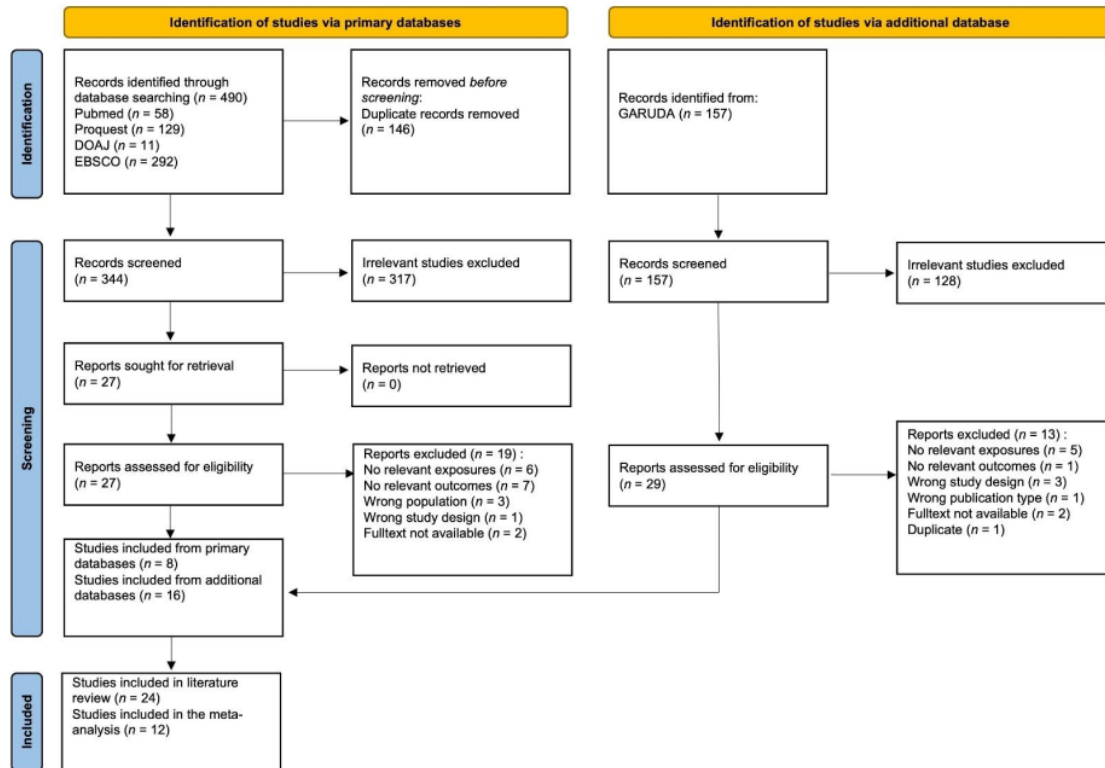 Identification of studies via primary databases
Identification of studies via additional database
Identification
Records identified through
database searching (n = 490)
Pubmed (n = 58)
Proquest (n = 129)
DOAJ (n = 11)
EBSCO (n = 292)
Records removed before
screening:
Duplicate records removed
(n = 146)
Records identified from:
GARUDA (n = 157)
Screening
Records screened
(n = 344)
Irrelevant studies excluded
(n = 317)
Records screened
(n = 157)
Irrelevant studies excluded
(n = 128)
Reports sought for retrieval
(n = 27)
Reports not retrieved
(n = 0)
Reports assessed for eligibility
(n = 27)
Reports excluded (n = 19) :
No relevant exposures (n = 6)
No relevant outcomes (n = 7)
Wrong population (n = 3)
Wrong study design (n = 1)
Fulltext not available (n = 2)
Reports assessed for eligibility
(n = 29)
Reports excluded (n = 13) :
No relevant exposures (n = 5)
No relevant outcomes (n = 1)
Wrong study design (n = 3)
Wrong publication type (n = 1)
Fulltext not available (n = 2)
Duplicate (n = 1)
Studies included from primary
databases (n = 8)
Studies included from additional
databases (n = 16)
Included
Studies included in literature
review (n = 24)
Studies included in the meta-
analysis (n = 12)